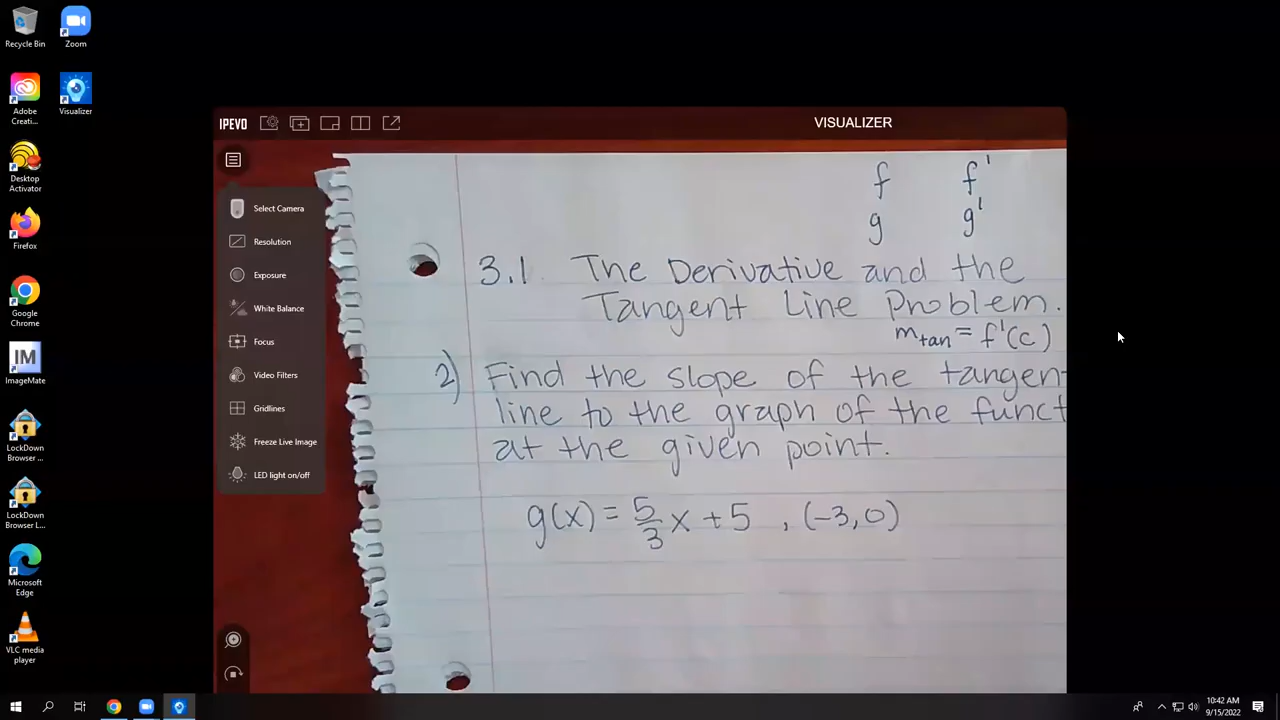 Recycle Bin
Zoom
Adobe Creati...
Visualizer
Desktop Activator
Firefox
Google Chrome
ImageMate
LockDown Browser ...
LockDown Browser L...
Microsoft Edge
VLC media player
IPEVO
VISUALIZER
Select Camera
Resolution
Exposure
White Balance
Focus
Video Filters
Gridlines
Freeze Live Image
LED light on/off
f f'
g g'
3.1 The Derivative and the
Tangent Line Problem.
m_tan = f'(c)
2) Find the slope of the tangen
line to the graph of the funct
at the given point.
g(x) = 5/3 x + 5 , (-3, 0)
10:42 AM
9/15/2022